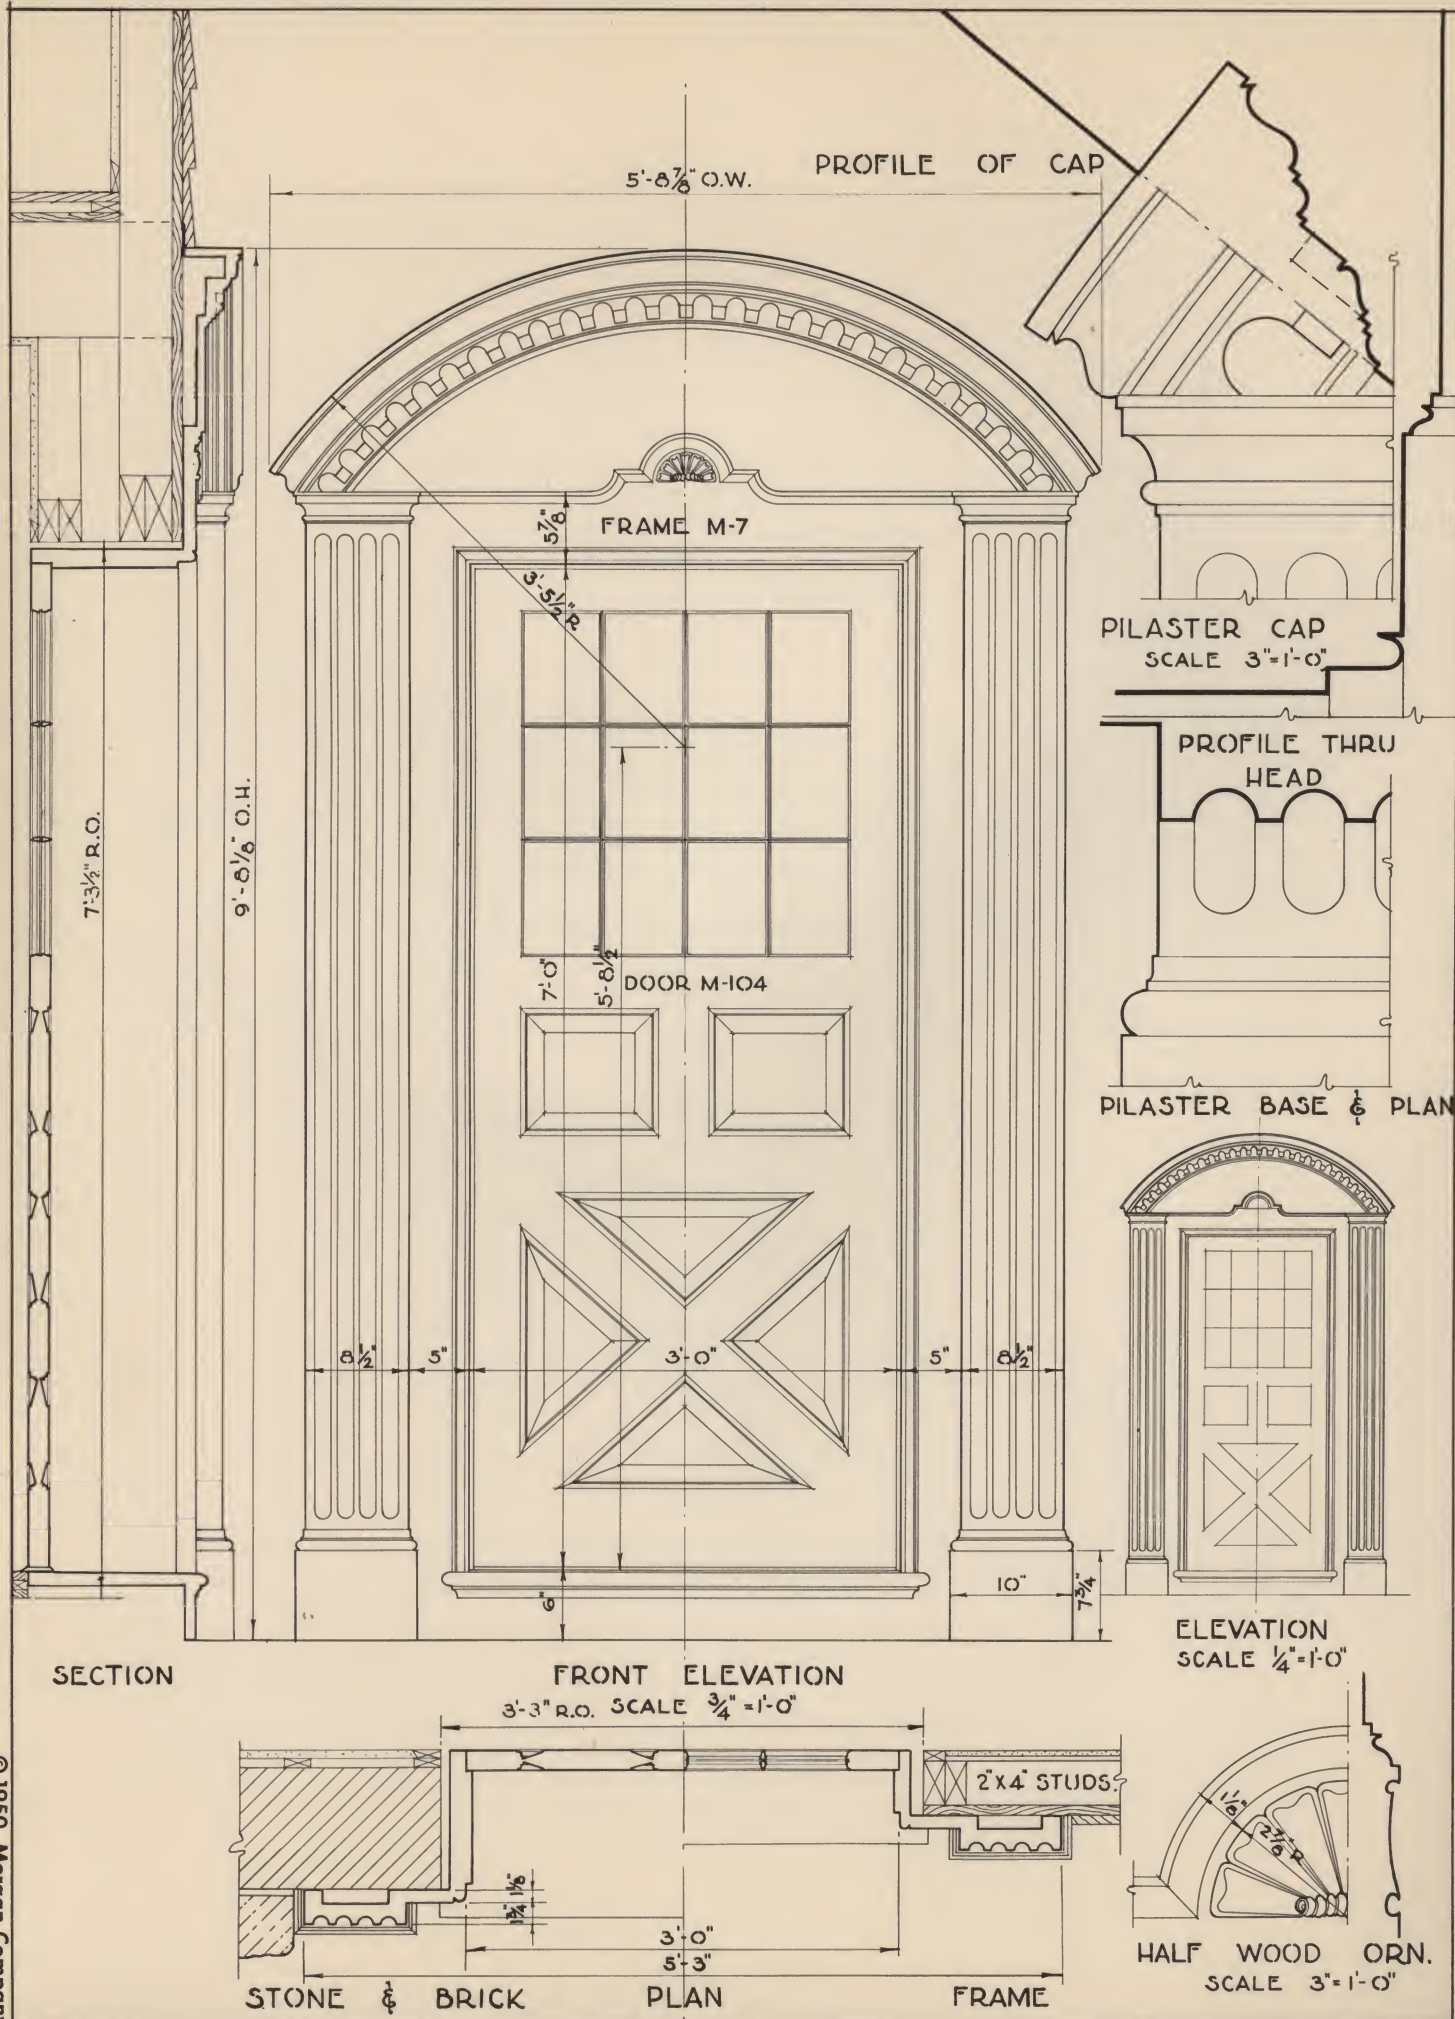 PROFILE OF CAP
5'-8⅞" O.W.
5⅞"
FRAME M-7
3'-5½" R
PILASTER CAP
SCALE 3"=1'-0"
PROFILE THRU
HEAD
7'-3½" R.O.
9'-8⅛" O.H.
7'-0"
5'-8½"
DOOR M-104
PILASTER BASE & PLAN
8½"
5"
3'-0"
5"
8½"
6"
10"
7¾"
ELEVATION
SCALE ¼"=1'-0"
SECTION
FRONT ELEVATION
3'-3" R.O. SCALE ¾"=1'-0"
2"X4" STUDS.
1⅛"
2⅞" R
1⅛"
1¾"
3'-0"
5'-3"
HALF WOOD ORN.
SCALE 3"=1'-0"
STONE & BRICK PLAN FRAME